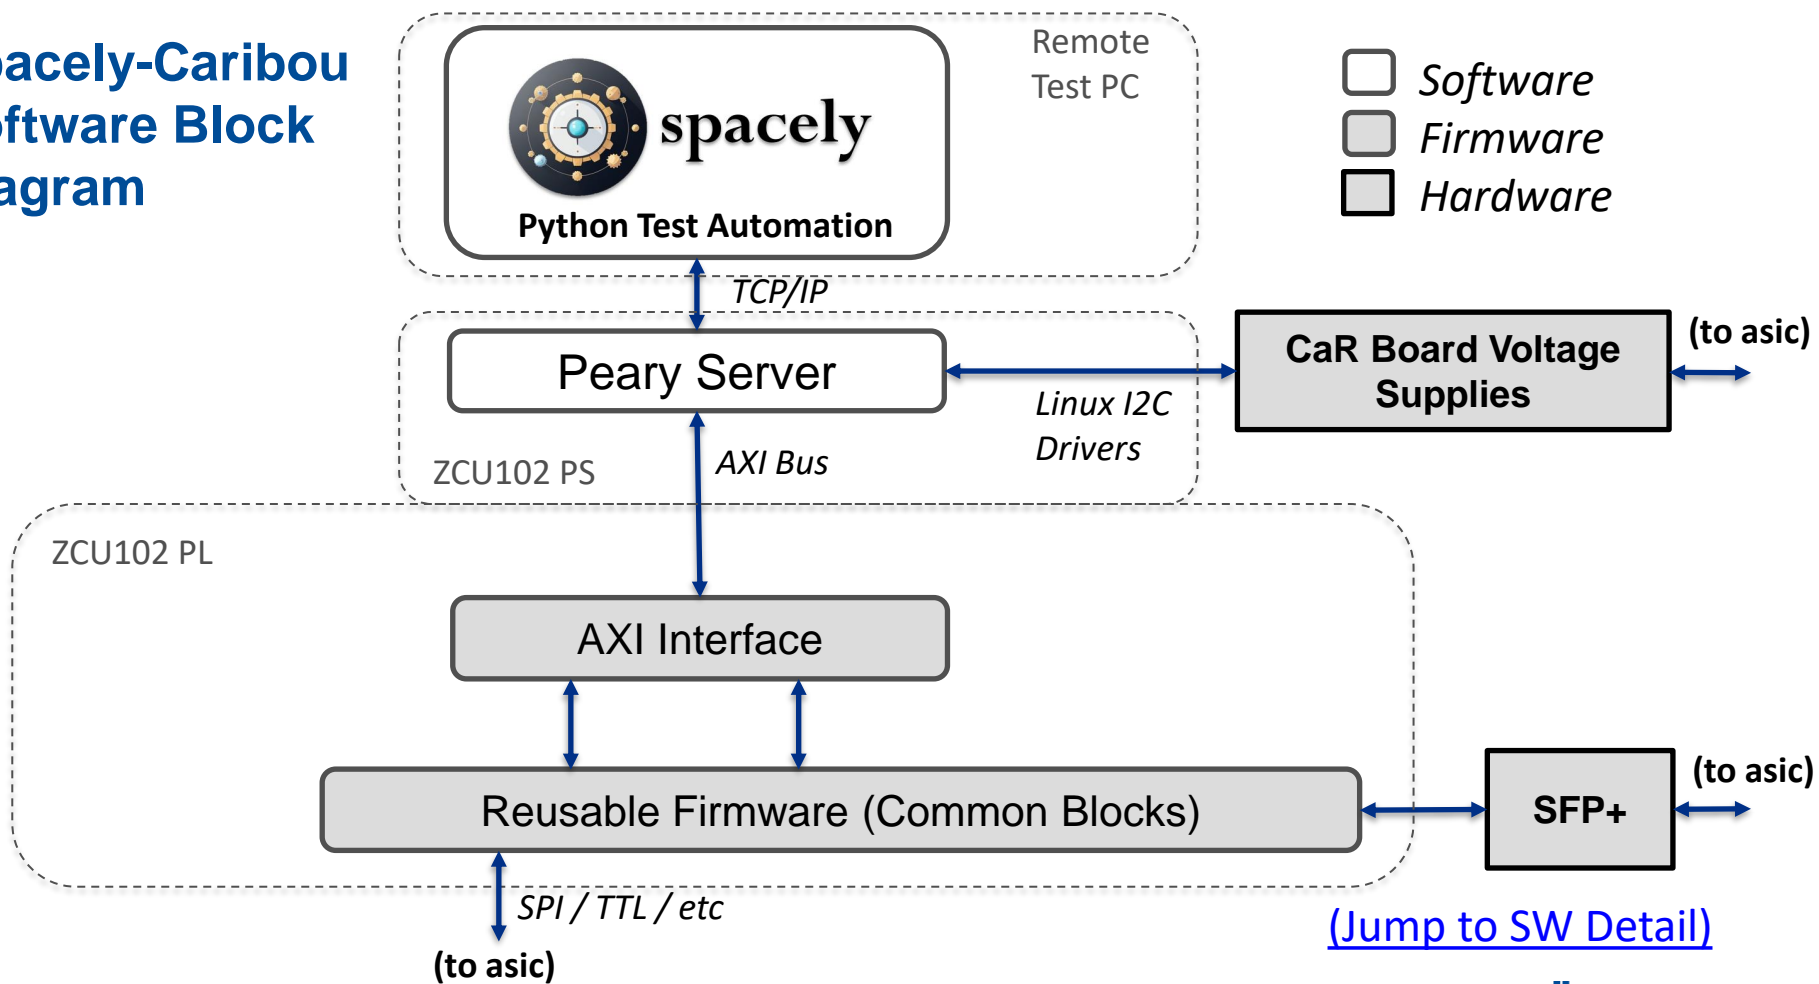 pacely-Caribou
oftware Block
agram
Remote
Test PC
spacely
Python Test Automation
Software
Firmware
Hardware
TCP/IP
Peary Server
CaR Board Voltage
Supplies
(to asic)
Linux I2C
Drivers
ZCU102 PS
AXI Bus
ZCU102 PL
AXI Interface
Reusable Firmware (Common Blocks)
SFP+
(to asic)
SPI / TTL / etc
(to asic)
(Jump to SW Detail)